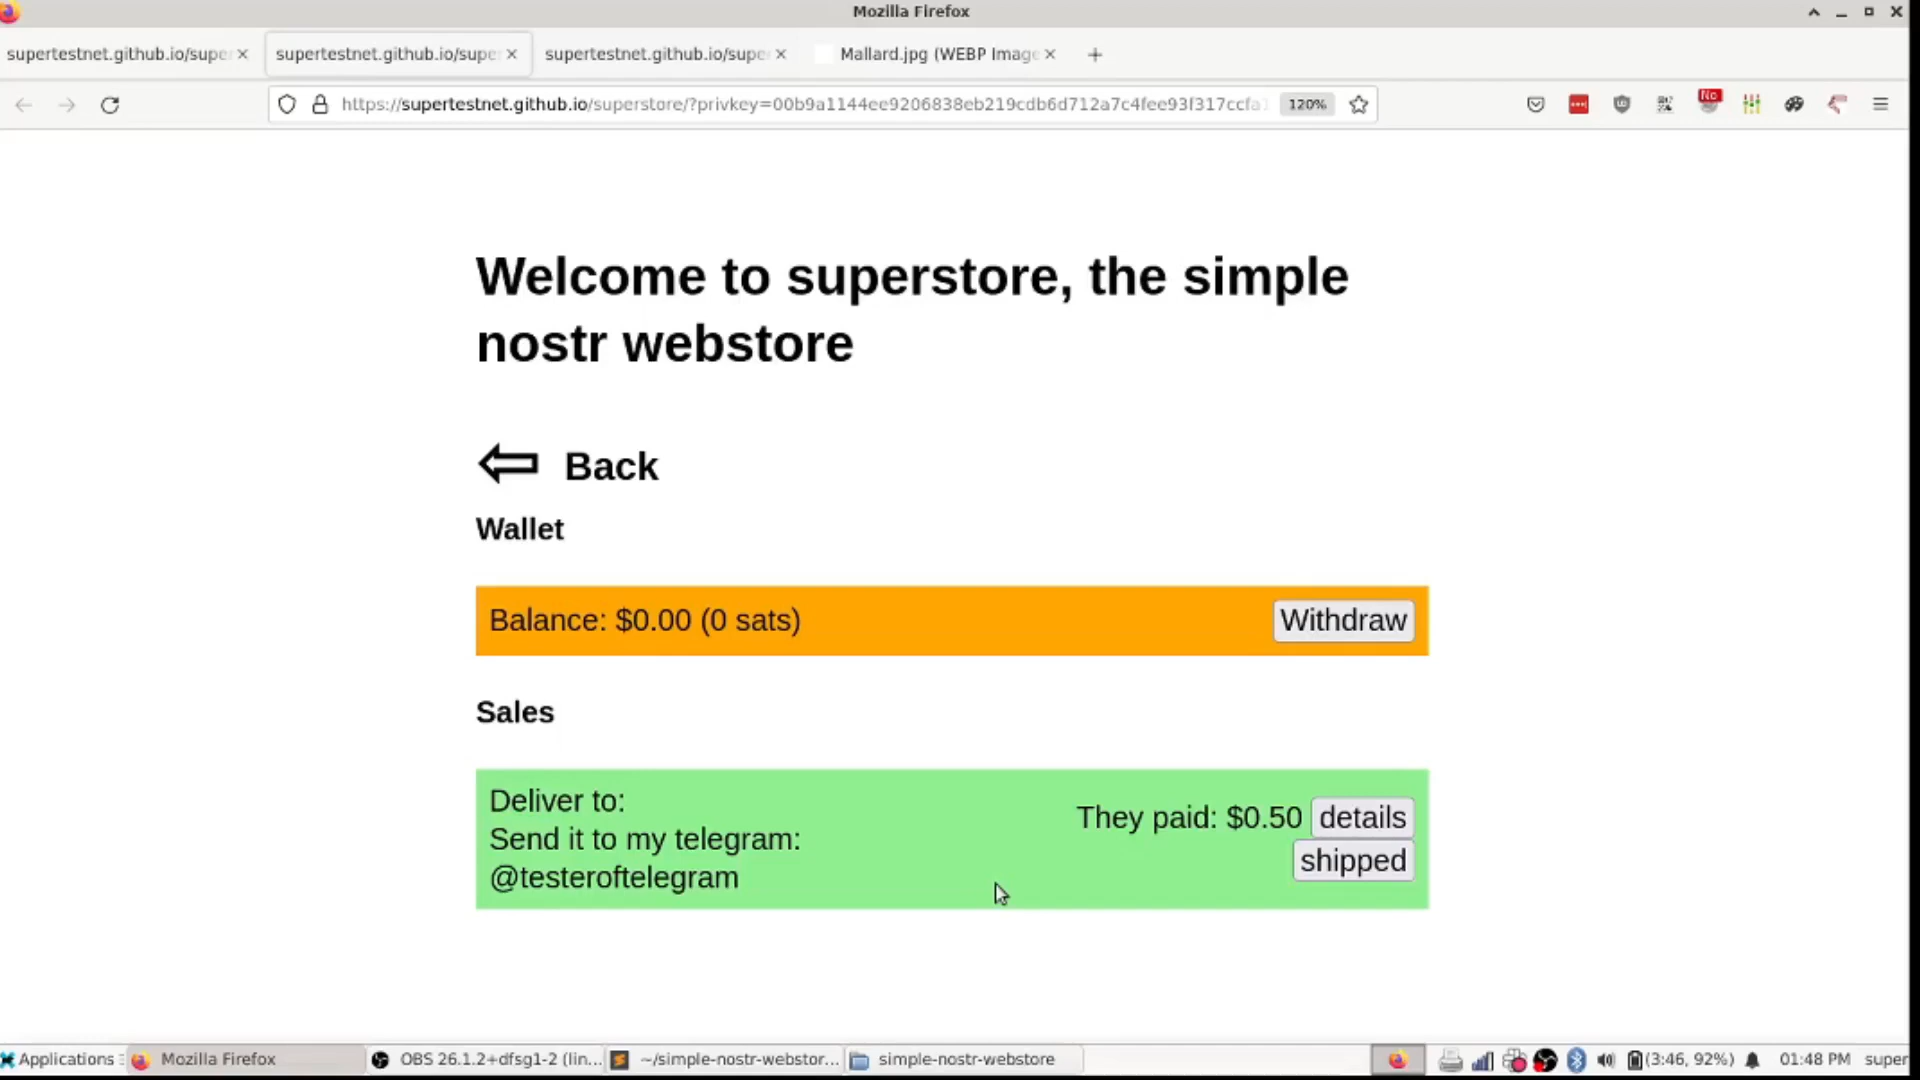 Mozilla Firefox
supertestnet.github.io/super
supertestnet.github.io/supe
supertestnet.github.io/supe
Mallard.jpg (WEBP Image
https://supertestnet.github.io/superstore/?privkey=00b9a1144ee9206838eb219cdb6d712a7c4fee93f317ccfa1
120%
No
Welcome to superstore, the simple
nostr webstore
Back
Wallet
Balance: $0.00 (0 sats)
Withdraw
Sales
Deliver to:
Send it to my telegram:
@testeroftelegram
They paid: $0.50
details
shipped
Applications
Mozilla Firefox
OBS 26.1.2+dfsg1-2 (lin...
~/simple-nostr-webstor...
simple-nostr-webstore
(3:46, 92%)
01:48 PM
super